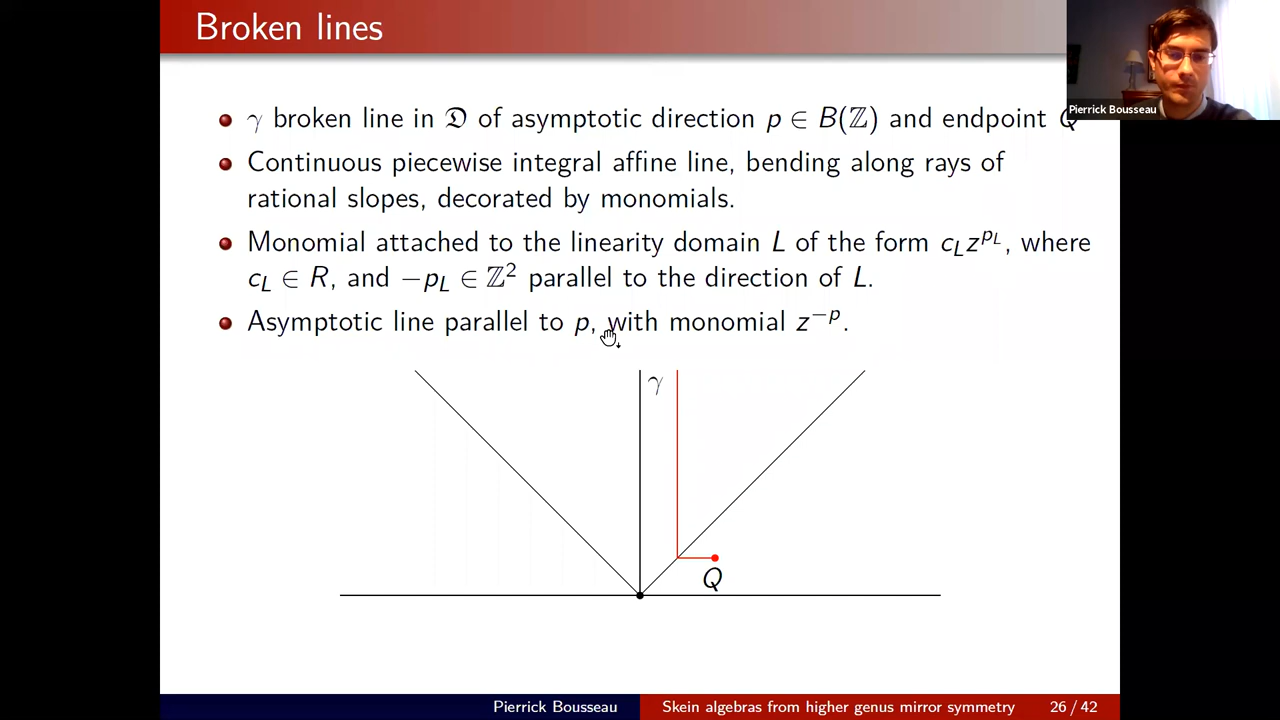 Broken lines
γ broken line in 𝔇 of asymptotic direction p ∈ B(ℤ) and endpoint Q
Continuous piecewise integral affine line, bending along rays of
rational slopes, decorated by monomials.
Monomial attached to the linearity domain L of the form c_L z^{p_L}, where
c_L ∈ R, and −p_L ∈ ℤ² parallel to the direction of L.
Asymptotic line parallel to p, with monomial z^{−p}.
γ
Q
Pierrick Bousseau
Pierrick Bousseau
Skein algebras from higher genus mirror symmetry
26 / 42